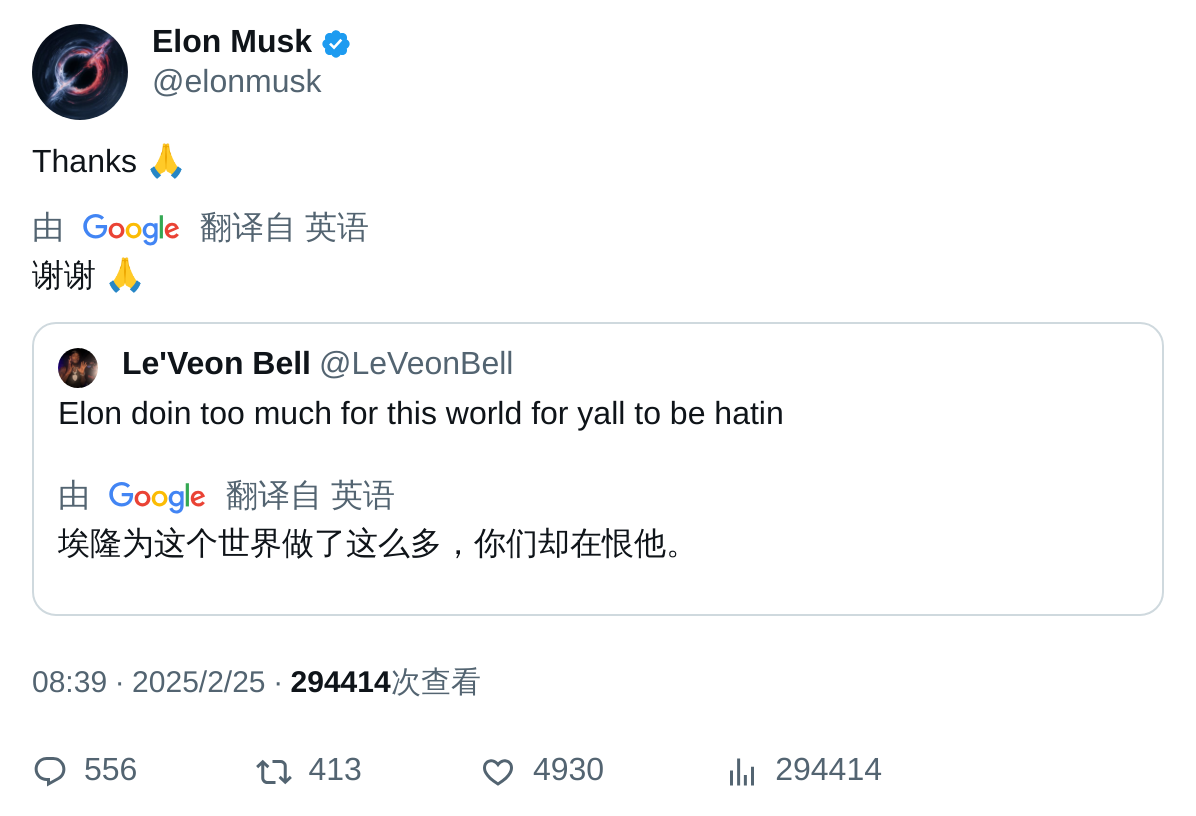 Elon Musk
@elonmusk
Thanks 🙏
由 Google 翻译自 英语
谢谢 🙏
Le'Veon Bell @LeVeonBell
Elon doin too much for this world for yall to be hatin
由 Google 翻译自 英语
埃隆为这个世界做了这么多，你们却在恨他。
08:39 · 2025/2/25 · 294414次查看
556 413 4930 294414